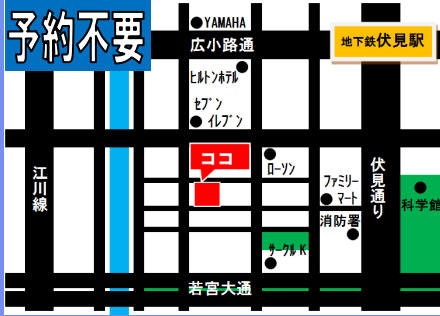 予約不要
YAMAHA
広小路通
地下鉄伏見駅
ヒルトンホテル
セブン
イレブン
ココ
ローソン
江川線
ファミリー
マート
伏見通り
科学館
消防署
サークルK
若宮大通